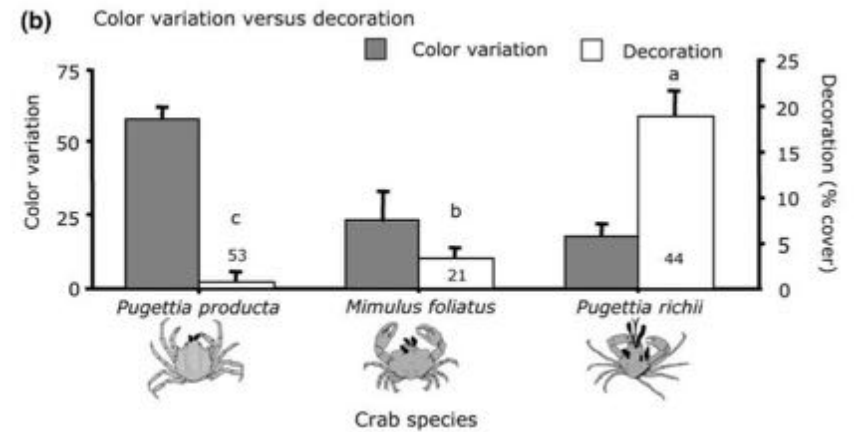 (b) Color variation versus decoration
Color variation Decoration
75
50
25
0
Color variation
25
20
15
10
5
0
Decoration (% cover)
c
53
b
21
a
44
Pugettia producta Mimulus foliatus Pugettia richii
Crab species